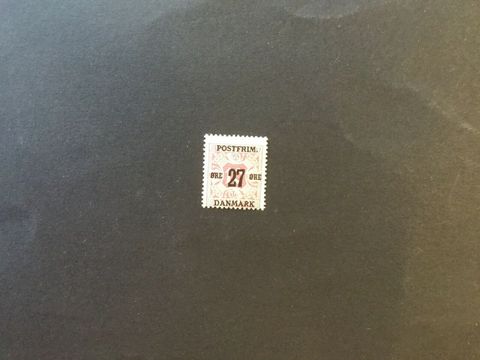 POSTFRIM.
ØRE 27 ØRE
DANMARK